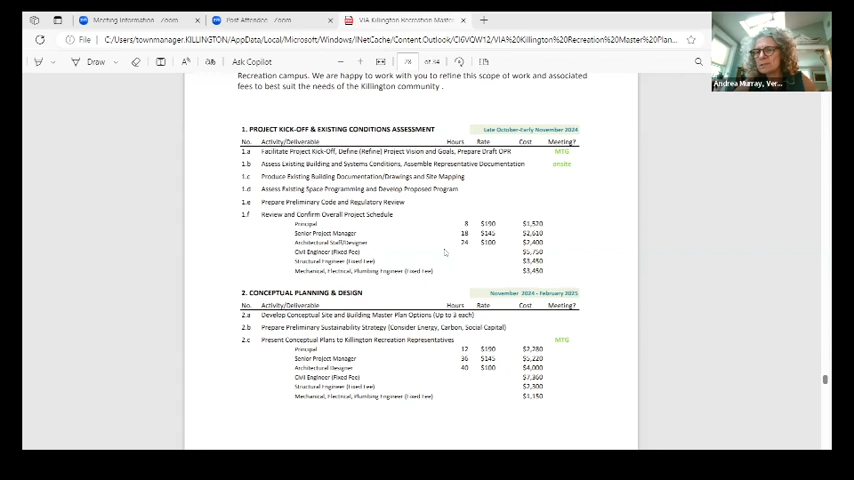 Meeting Information - Zoom
Post Attendee - Zoom
VIA Killington Recreation Master
File
C:/Users/townmanager.KILLINGTON/AppData/Local/Microsoft/Windows/INetCache/Content.Outlook/CI6VQW12/VIA%20Killington%20Recreation%20Master%20Plan...
Draw
Ask Copilot
of 84
Andrea Murray, Ver...
Recreation campus. We are happy to work with you to refine this scope of work and associated
fees to best suit the needs of the Killington community .
1. PROJECT KICK-OFF & EXISTING CONDITIONS ASSESSMENT Late October-Early November 2024
No. Activity/Deliverable Hours Rate Cost Meeting?
1.a Facilitate Project Kick-Off, Define (Refine) Project Vision and Goals, Prepare Draft OPR MTG
1.b Assess Existing Building and Systems Conditions, Assemble Representative Documentation onsite
1.c Produce Existing Building Documentation/Drawings and Site Mapping
1.d Assess Existing Space Programming and Develop Proposed Program
1.e Prepare Preliminary Code and Regulatory Review
1.f Review and Confirm Overall Project Schedule
Principal 8 $190 $1,520
Senior Project Manager 18 $145 $2,610
Architectural Staff/Designer 24 $100 $2,400
Civil Engineer (Fixed Fee) $5,750
Structural Engineer (Fixed Fee) $3,450
Mechanical, Electrical, Plumbing Engineer (Fixed Fee) $3,450
2. CONCEPTUAL PLANNING & DESIGN November 2024 - February 2025
No. Activity/Deliverable Hours Rate Cost Meeting?
2.a Develop Conceptual Site and Building Master Plan Options (Up to 3 each)
2.b Prepare Preliminary Sustainability Strategy (Consider Energy, Carbon, Social Capital)
2.c Present Conceptual Plans to Killington Recreation Representatives MTG
Principal 12 $190 $2,280
Senior Project Manager 36 $145 $5,220
Architectural Designer 40 $100 $4,000
Civil Engineer (Fixed Fee) $7,360
Structural Engineer (Fixed Fee) $2,300
Mechanical, Electrical, Plumbing Engineer (Fixed Fee) $1,150